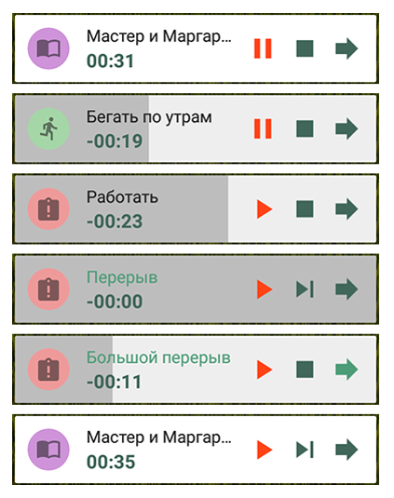 Мастер и Маргар...
00:31
Бегать по утрам
-00:19
Работать
-00:23
Перерыв
-00:00
Большой перерыв
-00:11
Мастер и Маргар...
00:35